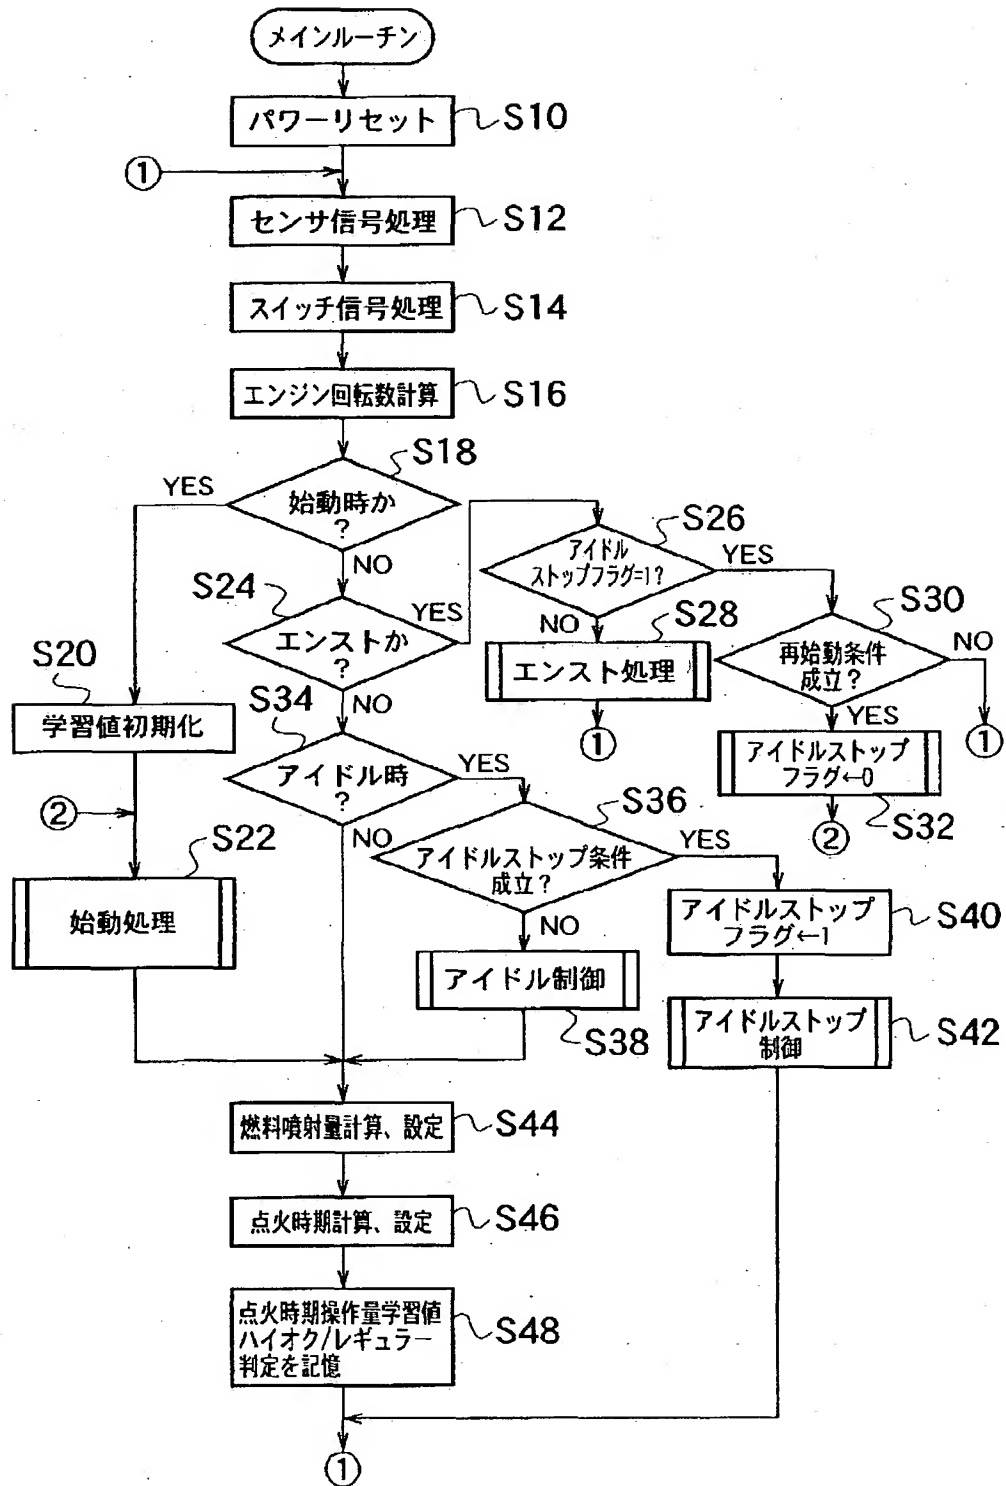 メインルーチン
パワーリセット
S10
①
センサ信号処理
S12
スイッチ信号処理
S14
エンジン回転数計算
S16
S18
始動時か
?
YES
NO
S24
エンストか
?
YES
NO
S26
アイドル
ストップフラグ=1?
YES
NO
S28
エンスト処理
①
S30
再始動条件
成立?
NO
①
YES
アイドルストップ
フラグ←0
S32
②
S20
学習値初期化
②
S22
始動処理
S34
アイドル時
?
YES
NO
S36
アイドルストップ条件
成立?
YES
NO
アイドル制御
S38
アイドルストップ
フラグ←1
S40
アイドルストップ
制御
S42
燃料噴射量計算、設定
S44
点火時期計算、設定
S46
点火時期操作量学習値
ハイオク/レギュラー
判定を記憶
S48
①